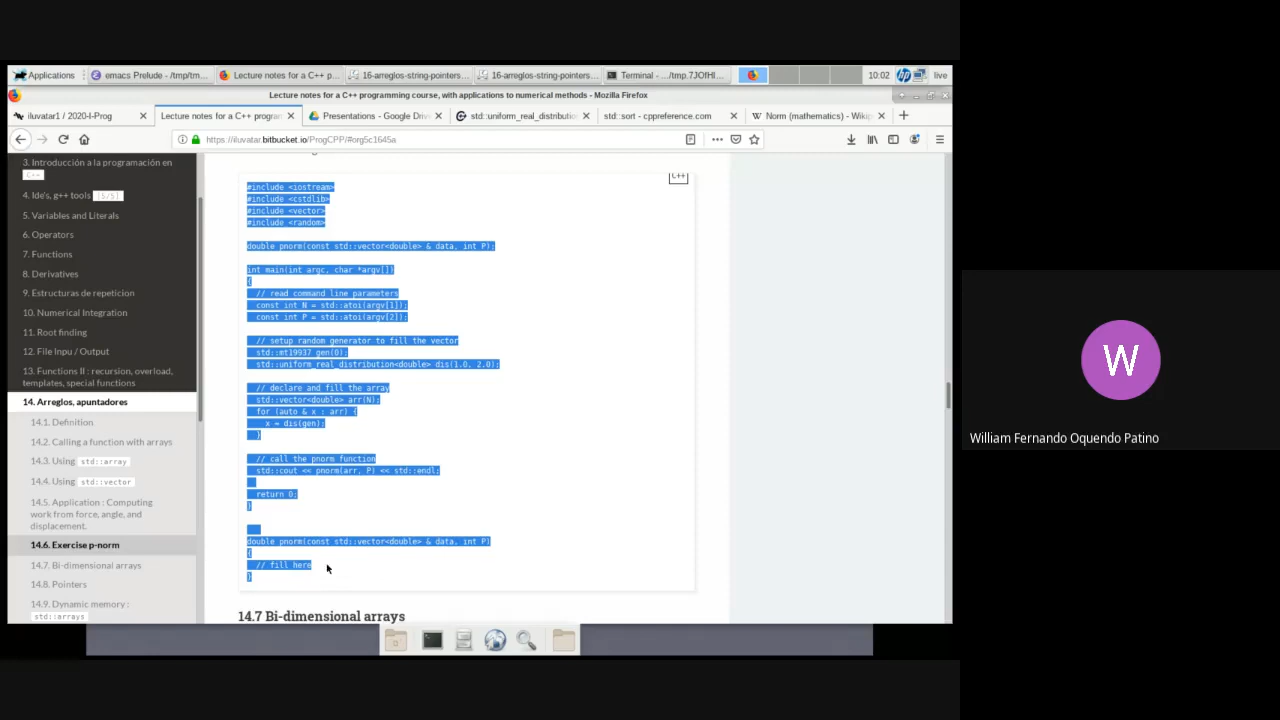 Applications
emacs Prelude - /tmp/tm...
Lecture notes for a C++ p...
16-arreglos-string-pointers...
16-arreglos-string-pointers...
Terminal - .../tmp.7JOfHI...
10:02
live
Lecture notes for a C++ programming course, with applications to numerical methods - Mozilla Firefox
iluvatar1 / 2020-I-Prog
Lecture notes for a C++ program
Presentations - Google Driv
std::uniform_real_distributio
std::sort - cppreference.com
Norm (mathematics) - Wikip
https://iluvatar.bitbucket.io/ProgCPP/#org5c1645a
3. Introducción a la programación en
C++
4. Ide's, g++ tools [5/5]
5. Variables and Literals
6. Operators
7. Functions
8. Derivatives
9. Estructuras de repeticion
10. Numerical Integration
11. Root finding
12. File Inpu / Output
13. Functions II : recursion, overload,
templates, special functions
14. Arreglos, apuntadores
14.1. Definition
14.2. Calling a function with arrays
14.3. Using std::array
14.4. Using std::vector
14.5. Application : Computing
work from force, angle, and
displacement.
14.6. Exercise p-norm
14.7. Bi-dimensional arrays
14.8. Pointers
14.9. Dynamic memory :
std::arrays
C++
#include <iostream>
#include <cstdlib>
#include <vector>
#include <random>
double pnorm(const std::vector<double> & data, int P);
int main(int argc, char *argv[])
{
// read command line parameters
const int N = std::atoi(argv[1]);
const int P = std::atoi(argv[2]);
// setup random generator to fill the vector
std::mt19937 gen(0);
std::uniform_real_distribution<double> dis(1.0, 2.0);
// declare and fill the array
std::vector<double> arr(N);
for (auto & x : arr) {
x = dis(gen);
}
// call the pnorm function
std::cout << pnorm(arr, P) << std::endl;
return 0;
}
double pnorm(const std::vector<double> & data, int P)
{
// fill here
}
14.7 Bi-dimensional arrays
W
William Fernando Oquendo Patino